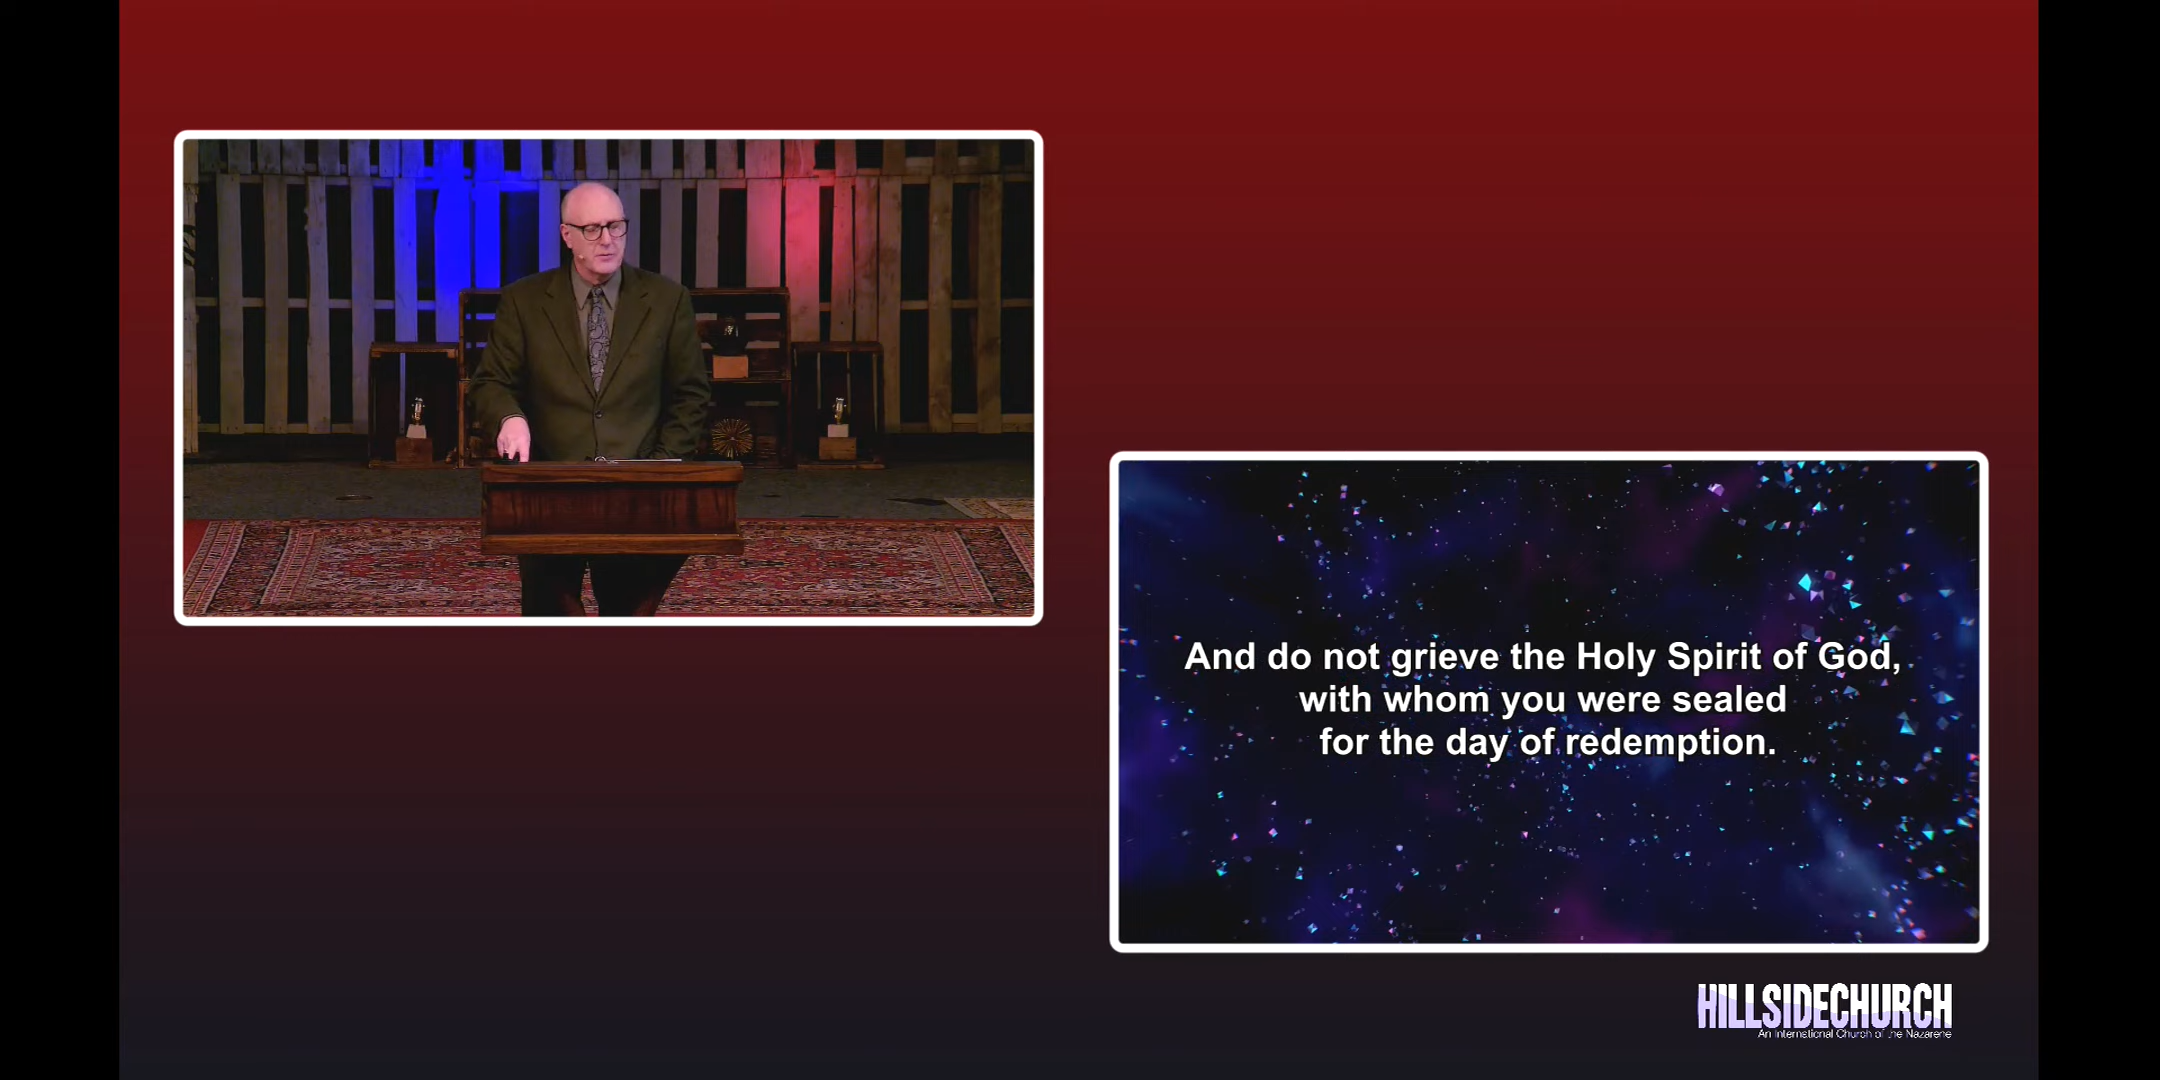 And do not grieve the Holy Spirit of God,
with whom you were sealed
for the day of redemption.
HILLSIDECHURCH
An International Church of the Nazarene